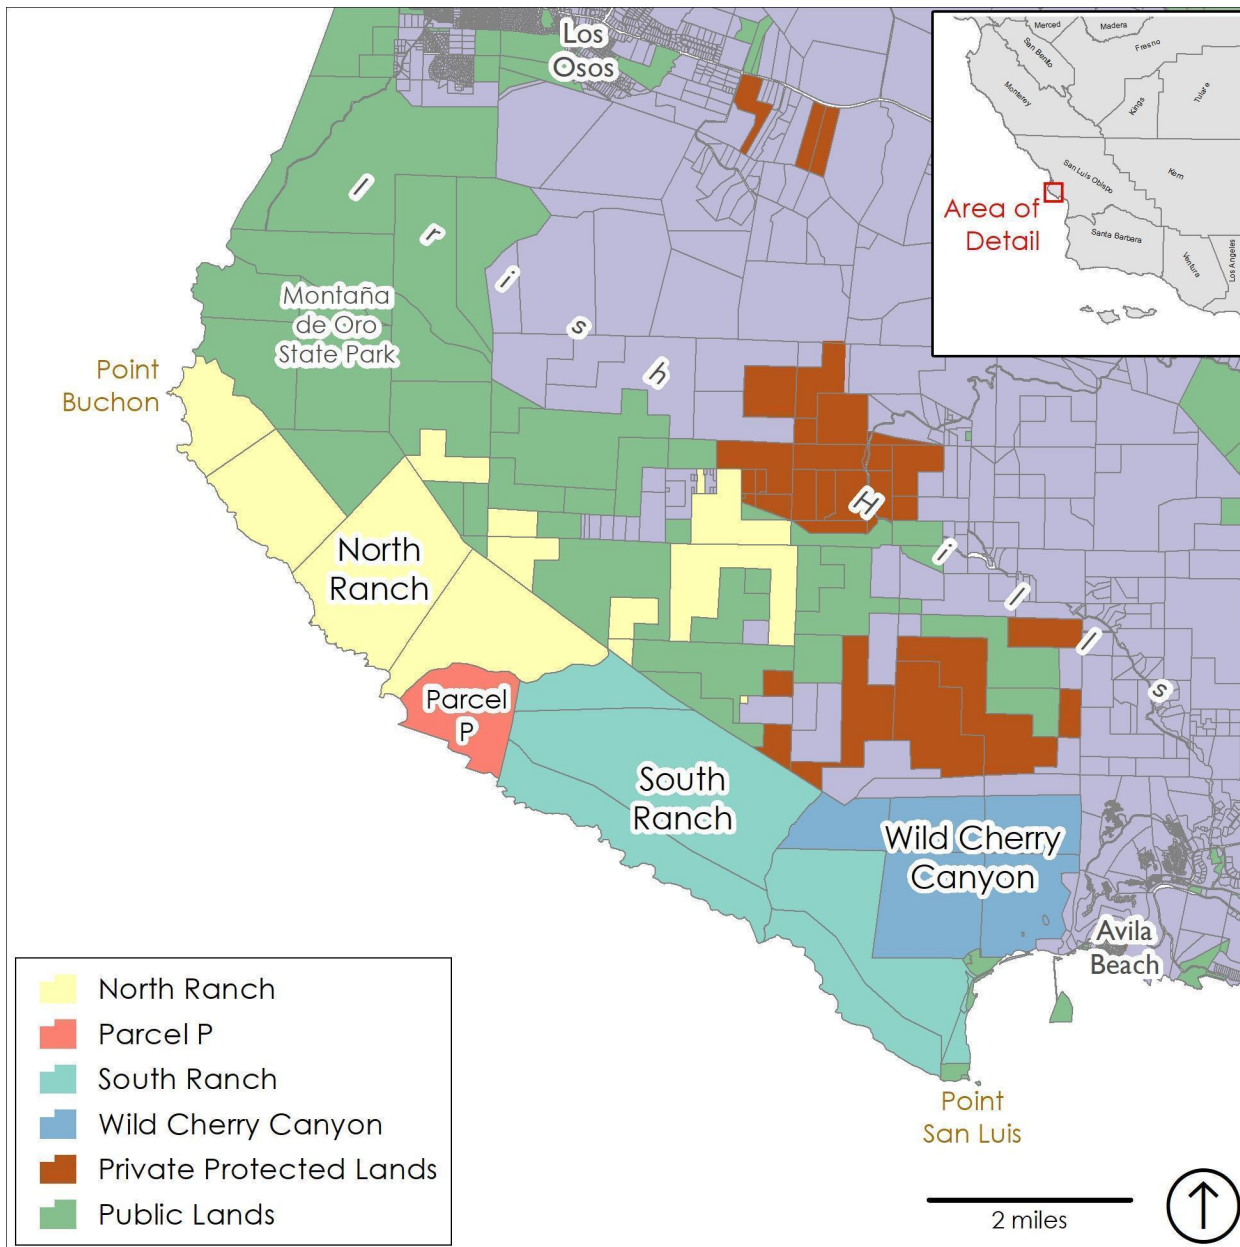 Los
Osos
Merced
Madera
San Benito
Fresno
Monterey
Kings
Tulare
San Luis Obispo
Kern
Santa Barbara
Ventura
Los Angeles
Area of
Detail
Irish Hills
Montaña
de Oro
State Park
Point
Buchon
North
Ranch
Parcel
P
South
Ranch
Wild Cherry
Canyon
Avila
Beach
Point
San Luis
North Ranch
Parcel P
South Ranch
Wild Cherry Canyon
Private Protected Lands
Public Lands
2 miles